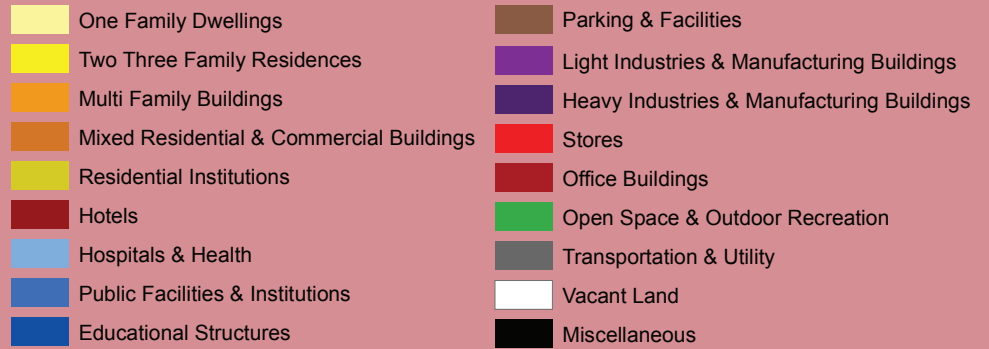 One Family Dwellings
Two Three Family Residences
Multi Family Buildings
Mixed Residential & Commercial Buildings
Residential Institutions
Hotels
Hospitals & Health
Public Facilities & Institutions
Educational Structures
Parking & Facilities
Light Industries & Manufacturing Buildings
Heavy Industries & Manufacturing Buildings
Stores
Office Buildings
Open Space & Outdoor Recreation
Transportation & Utility
Vacant Land
Miscellaneous